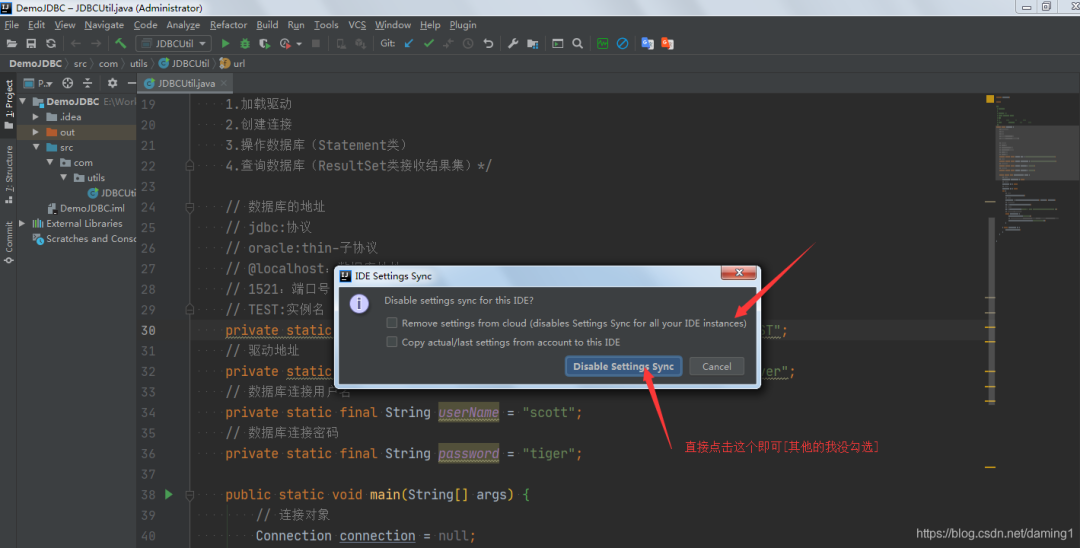 DemoJDBC – JDBCUtil.java (Administrator)
File Edit View Navigate Code Analyze Refactor Build Run Tools VCS Window Help Plugin
JDBCUtil Git:
DemoJDBC src com utils JDBCUtil url
1: Project
7: Structure
Commit
P..
DemoJDBC E:\Worl
.idea
out
src
com
utils
JDBCUti
DemoJDBC.iml
External Libraries
Scratches and Conso
JDBCUtil.java
19 1.加载驱动
20 2.创建连接
21 3.操作数据库（Statement类）
22 4.查询数据库（ResultSet类接收结果集）*/
23
24 // 数据库的地址
25 // jdbc:协议
26 // oracle:thin-子协议
27 // @localhost：
28 // 1521：端口号
29 // TEST:实例名
30 private static ST";
31 // 驱动地址
32 private static ver";
33 // 数据库连接用户名
34 private static final String userName = "scott";
35 // 数据库连接密码
36 private static final String password = "tiger";
37
38 public static void main(String[] args) {
39 // 连接对象
40 Connection connection = null;
IDE Settings Sync
Disable settings sync for this IDE?
Remove settings from cloud (disables Settings Sync for all your IDE instances)
Copy actual/last settings from account to this IDE
Disable Settings Sync Cancel
直接点击这个即可[其他的我没勾选]
https://blog.csdn.net/daming1